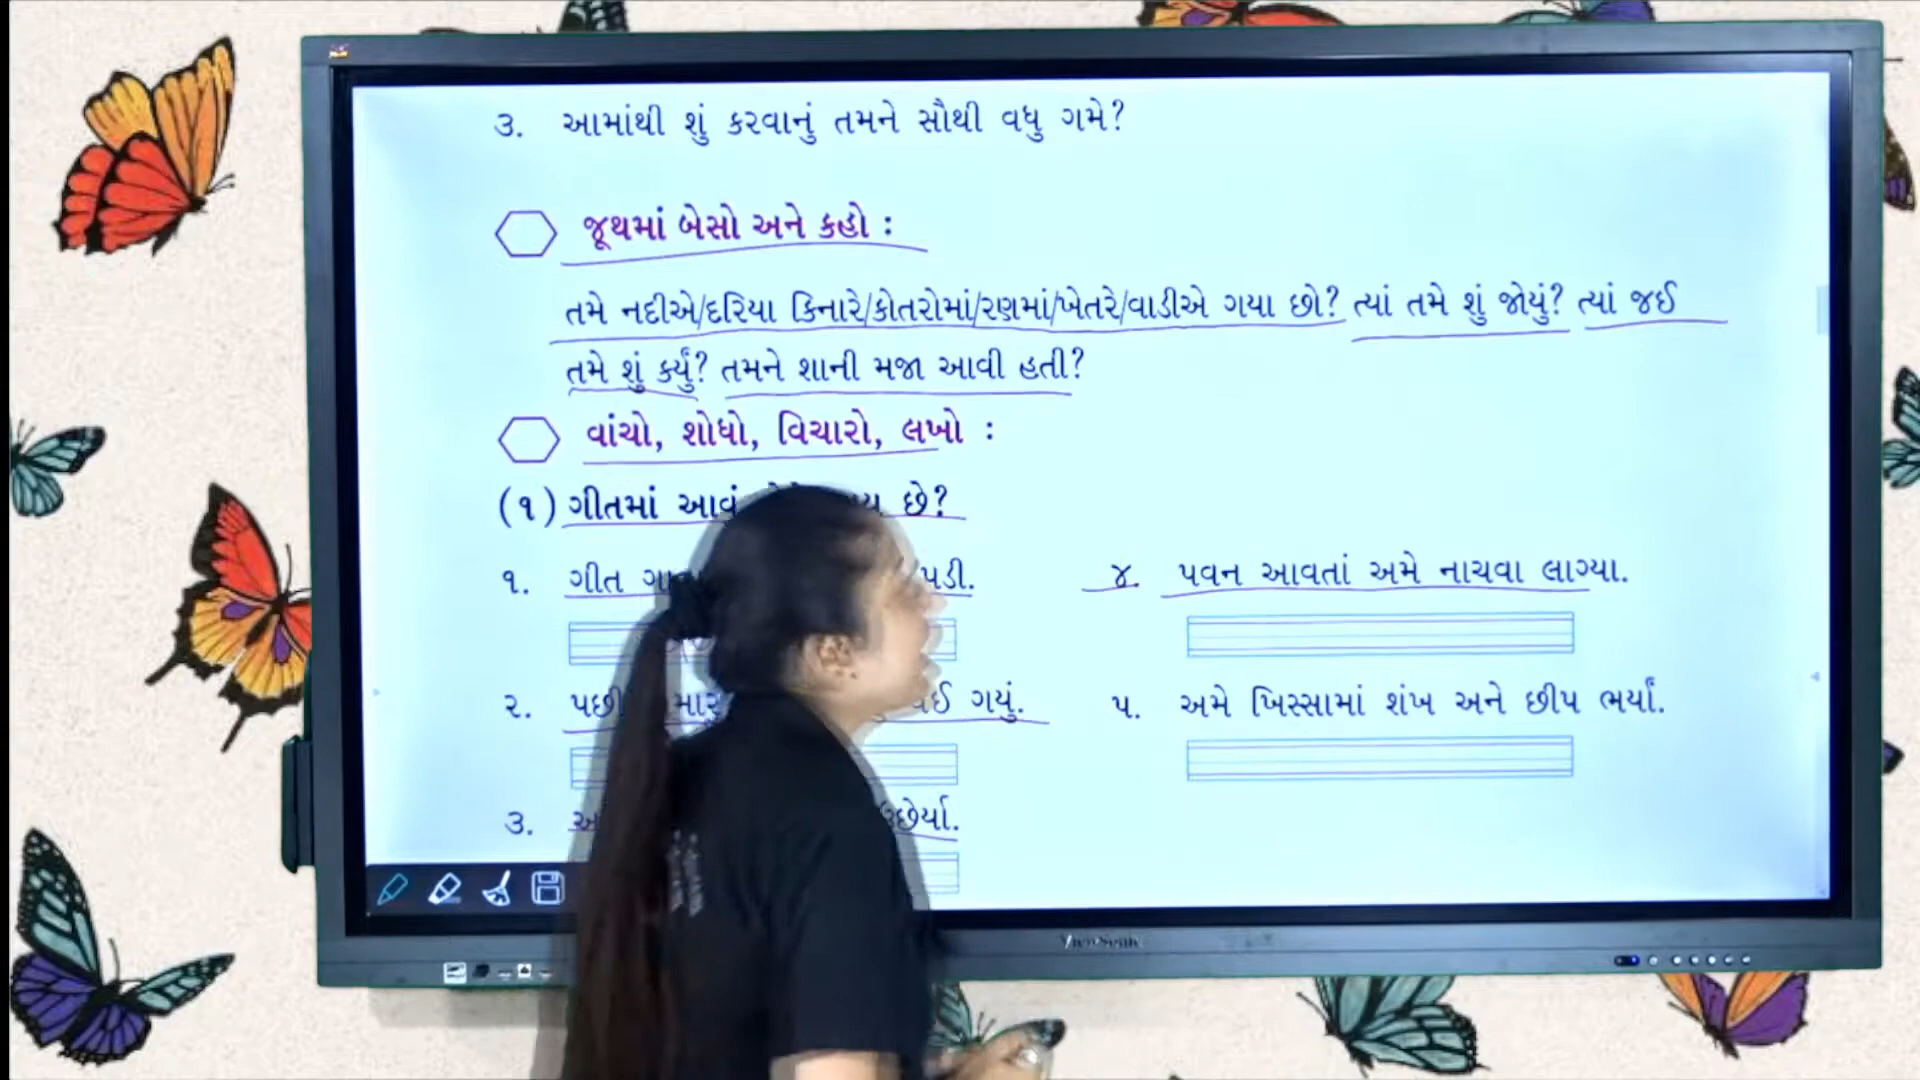 ૩. આમાંથી શું કરવાનું તમને સૌથી વધુ ગમે?
જૂથમાં બેસો અને કહો :
તમે નદીએ/દરિયા કિનારે/કોતરોમાં/રણમાં/ખેતરે/વાડીએ ગયા છો? ત્યાં તમે શું જોયું? ત્યાં જઈ
તમે શું કર્યું? તમને શાની મજા આવી હતી?
વાંચો, શોધો, વિચારો, લખો :
(૧) ગીતમાં આવું છે?
૧. ગીત પડી.
૨. પછી ગયું.
૩. ઉછેર્યા.
૪. પવન આવતાં અમે નાચવા લાગ્યા.
૫. અમે ખિસ્સામાં શંખ અને છીપ ભર્યાં.
ViewSonic